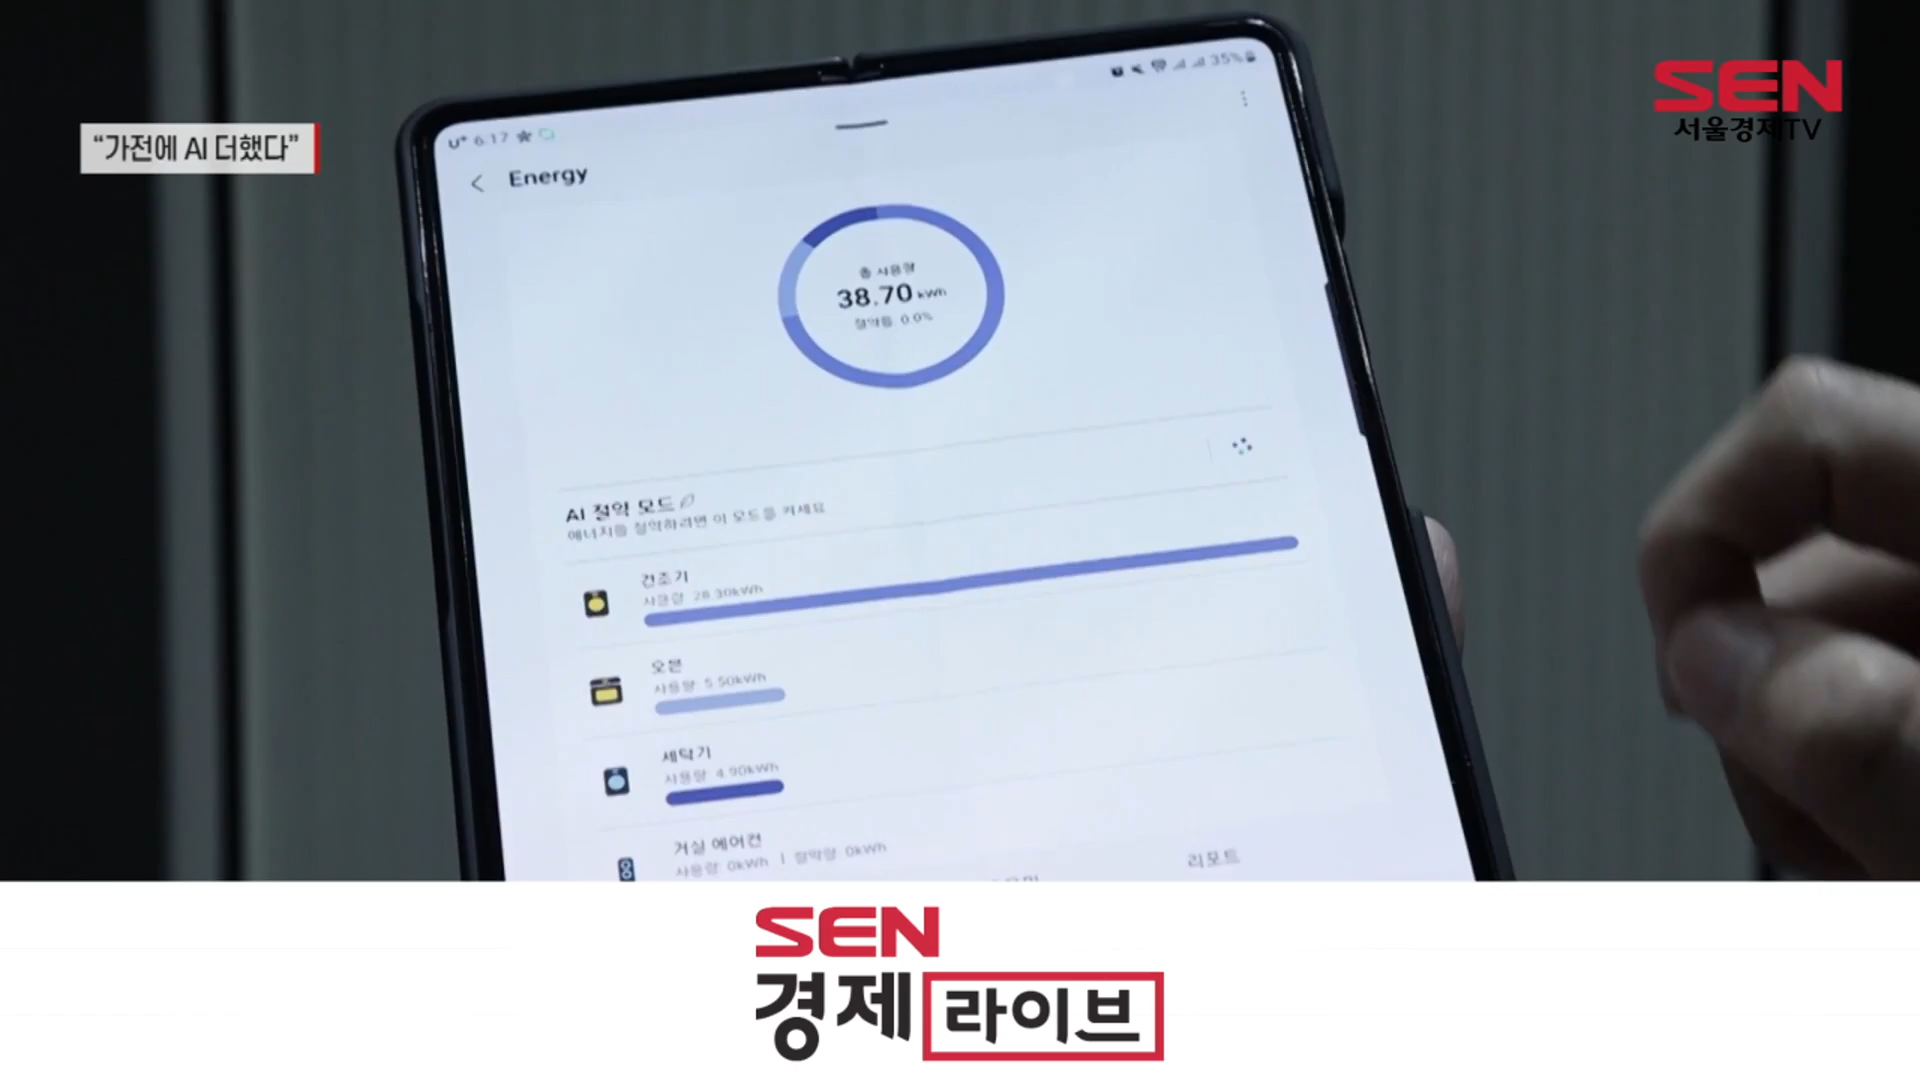 SEN
서울경제TV
“가전에 AI 더했다”
U+ 6:17
35%
Energy
총 사용량
38.70 kWh
절약률 0.0%
AI 절약 모드
에너지를 절약하려면 이 모드를 켜세요
건조기
사용량: 28.30kWh
오븐
사용량: 5.50kWh
세탁기
사용량: 4.90kWh
거실 에어컨
사용량: 0kWh | 절약량: 0kWh
리포트
SEN
경제 라이브